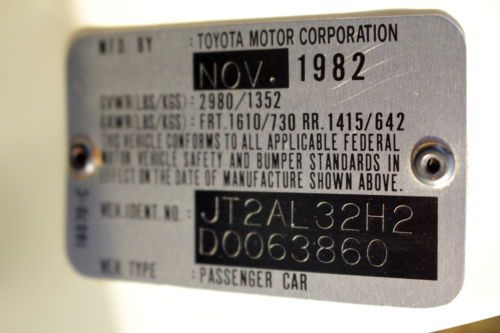 MFD. BY : TOYOTA MOTOR CORPORATION
NOV. 1982
GVWR(LBS/KGS): 2980/1352
GAWR(LBS/KGS): FRT. 1610/730 RR. 1415/642
THIS VEHICLE CONFORMS TO ALL APPLICABLE FEDERAL
MOTOR VEHICLE SAFETY AND BUMPER STANDARDS IN
EFFECT ON THE DATE OF MANUFACTURE SHOWN ABOVE.
VEH. IDENT. NO. : JT2AL32H2
D0063860
VEH. TYPE : PASSENGER CAR